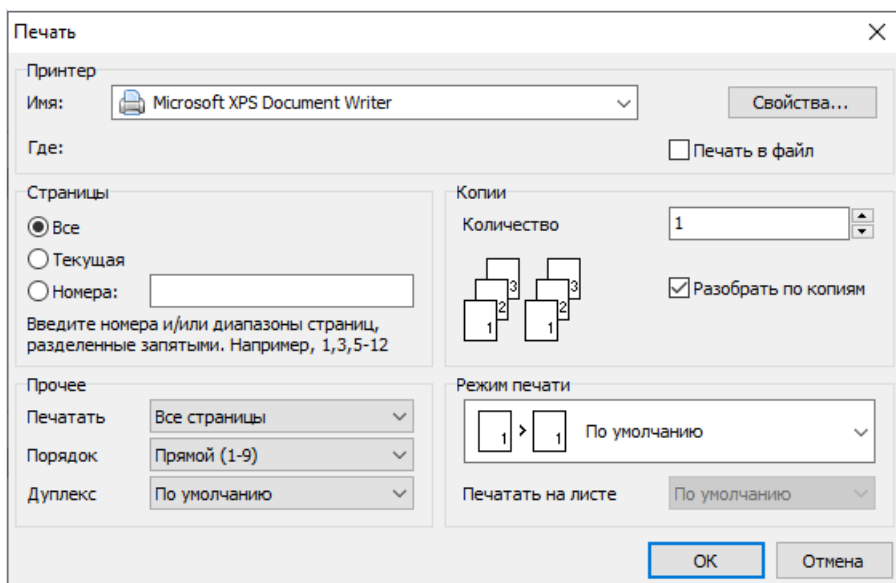 Печать
Принтер
Имя: Microsoft XPS Document Writer Свойства...
Где: Печать в файл
Страницы
Все
Текущая
Номера:
Введите номера и/или диапазоны страниц,
разделенные запятыми. Например, 1,3,5-12
Копии
Количество 1
3 3
2 2
1 1
Разобрать по копиям
Прочее
Печатать Все страницы
Порядок Прямой (1-9)
Дуплекс По умолчанию
Режим печати
1 > 1 По умолчанию
Печатать на листе По умолчанию
ОК Отмена